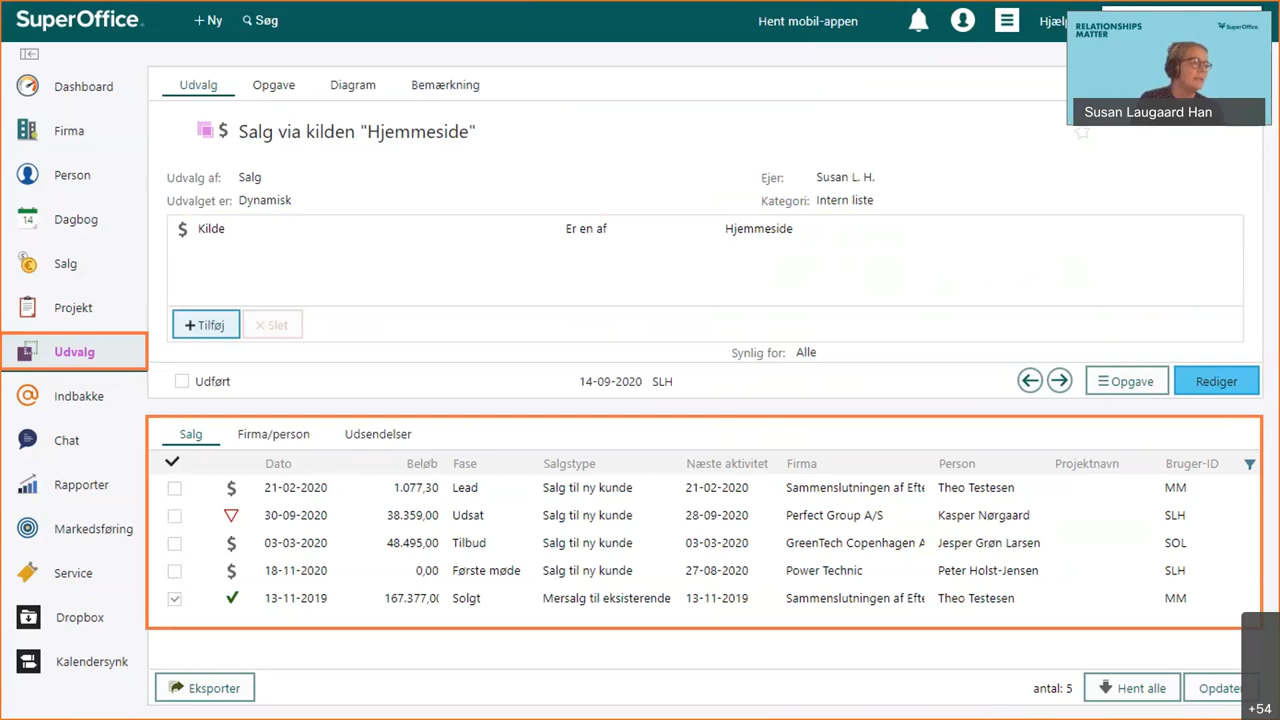 SuperOffice
+ Ny
Søg
Hent mobil-appen
Hjælp
RELATIONSHIPS
MATTER
SuperOffice
Susan Laugaard Han
Dashboard
Firma
Person
14
Dagbog
Salg
Projekt
Udvalg
Indbakke
Chat
Rapporter
Markedsføring
Service
Dropbox
Kalendersynk
Udvalg Opgave Diagram Bemærkning
$ Salg via kilden "Hjemmeside"
Udvalg af: Salg Ejer: Susan L. H.
Udvalget er: Dynamisk Kategori: Intern liste
$ Kilde Er en af Hjemmeside
+ Tilføj × Slet
Synlig for: Alle
Udført 14-09-2020 SLH Opgave Rediger
Salg Firma/person Udsendelser
Dato Beløb Fase Salgstype Næste aktivitet Firma Person Projektnavn Bruger-ID
$ 21-02-2020 1.077,30 Lead Salg til ny kunde 21-02-2020 Sammenslutningen af Efte Theo Testesen MM
30-09-2020 38.359,00 Udsat Salg til ny kunde 28-09-2020 Perfect Group A/S Kasper Nørgaard SLH
$ 03-03-2020 48.495,00 Tilbud Salg til ny kunde 03-03-2020 GreenTech Copenhagen A Jesper Grøn Larsen SOL
$ 18-11-2020 0,00 Første møde Salg til ny kunde 27-08-2020 Power Technic Peter Holst-Jensen SLH
13-11-2019 167.377,00 Solgt Mersalg til eksisterende 13-11-2019 Sammenslutningen af Efte Theo Testesen MM
Eksporter antal: 5 Hent alle Opdater
+54